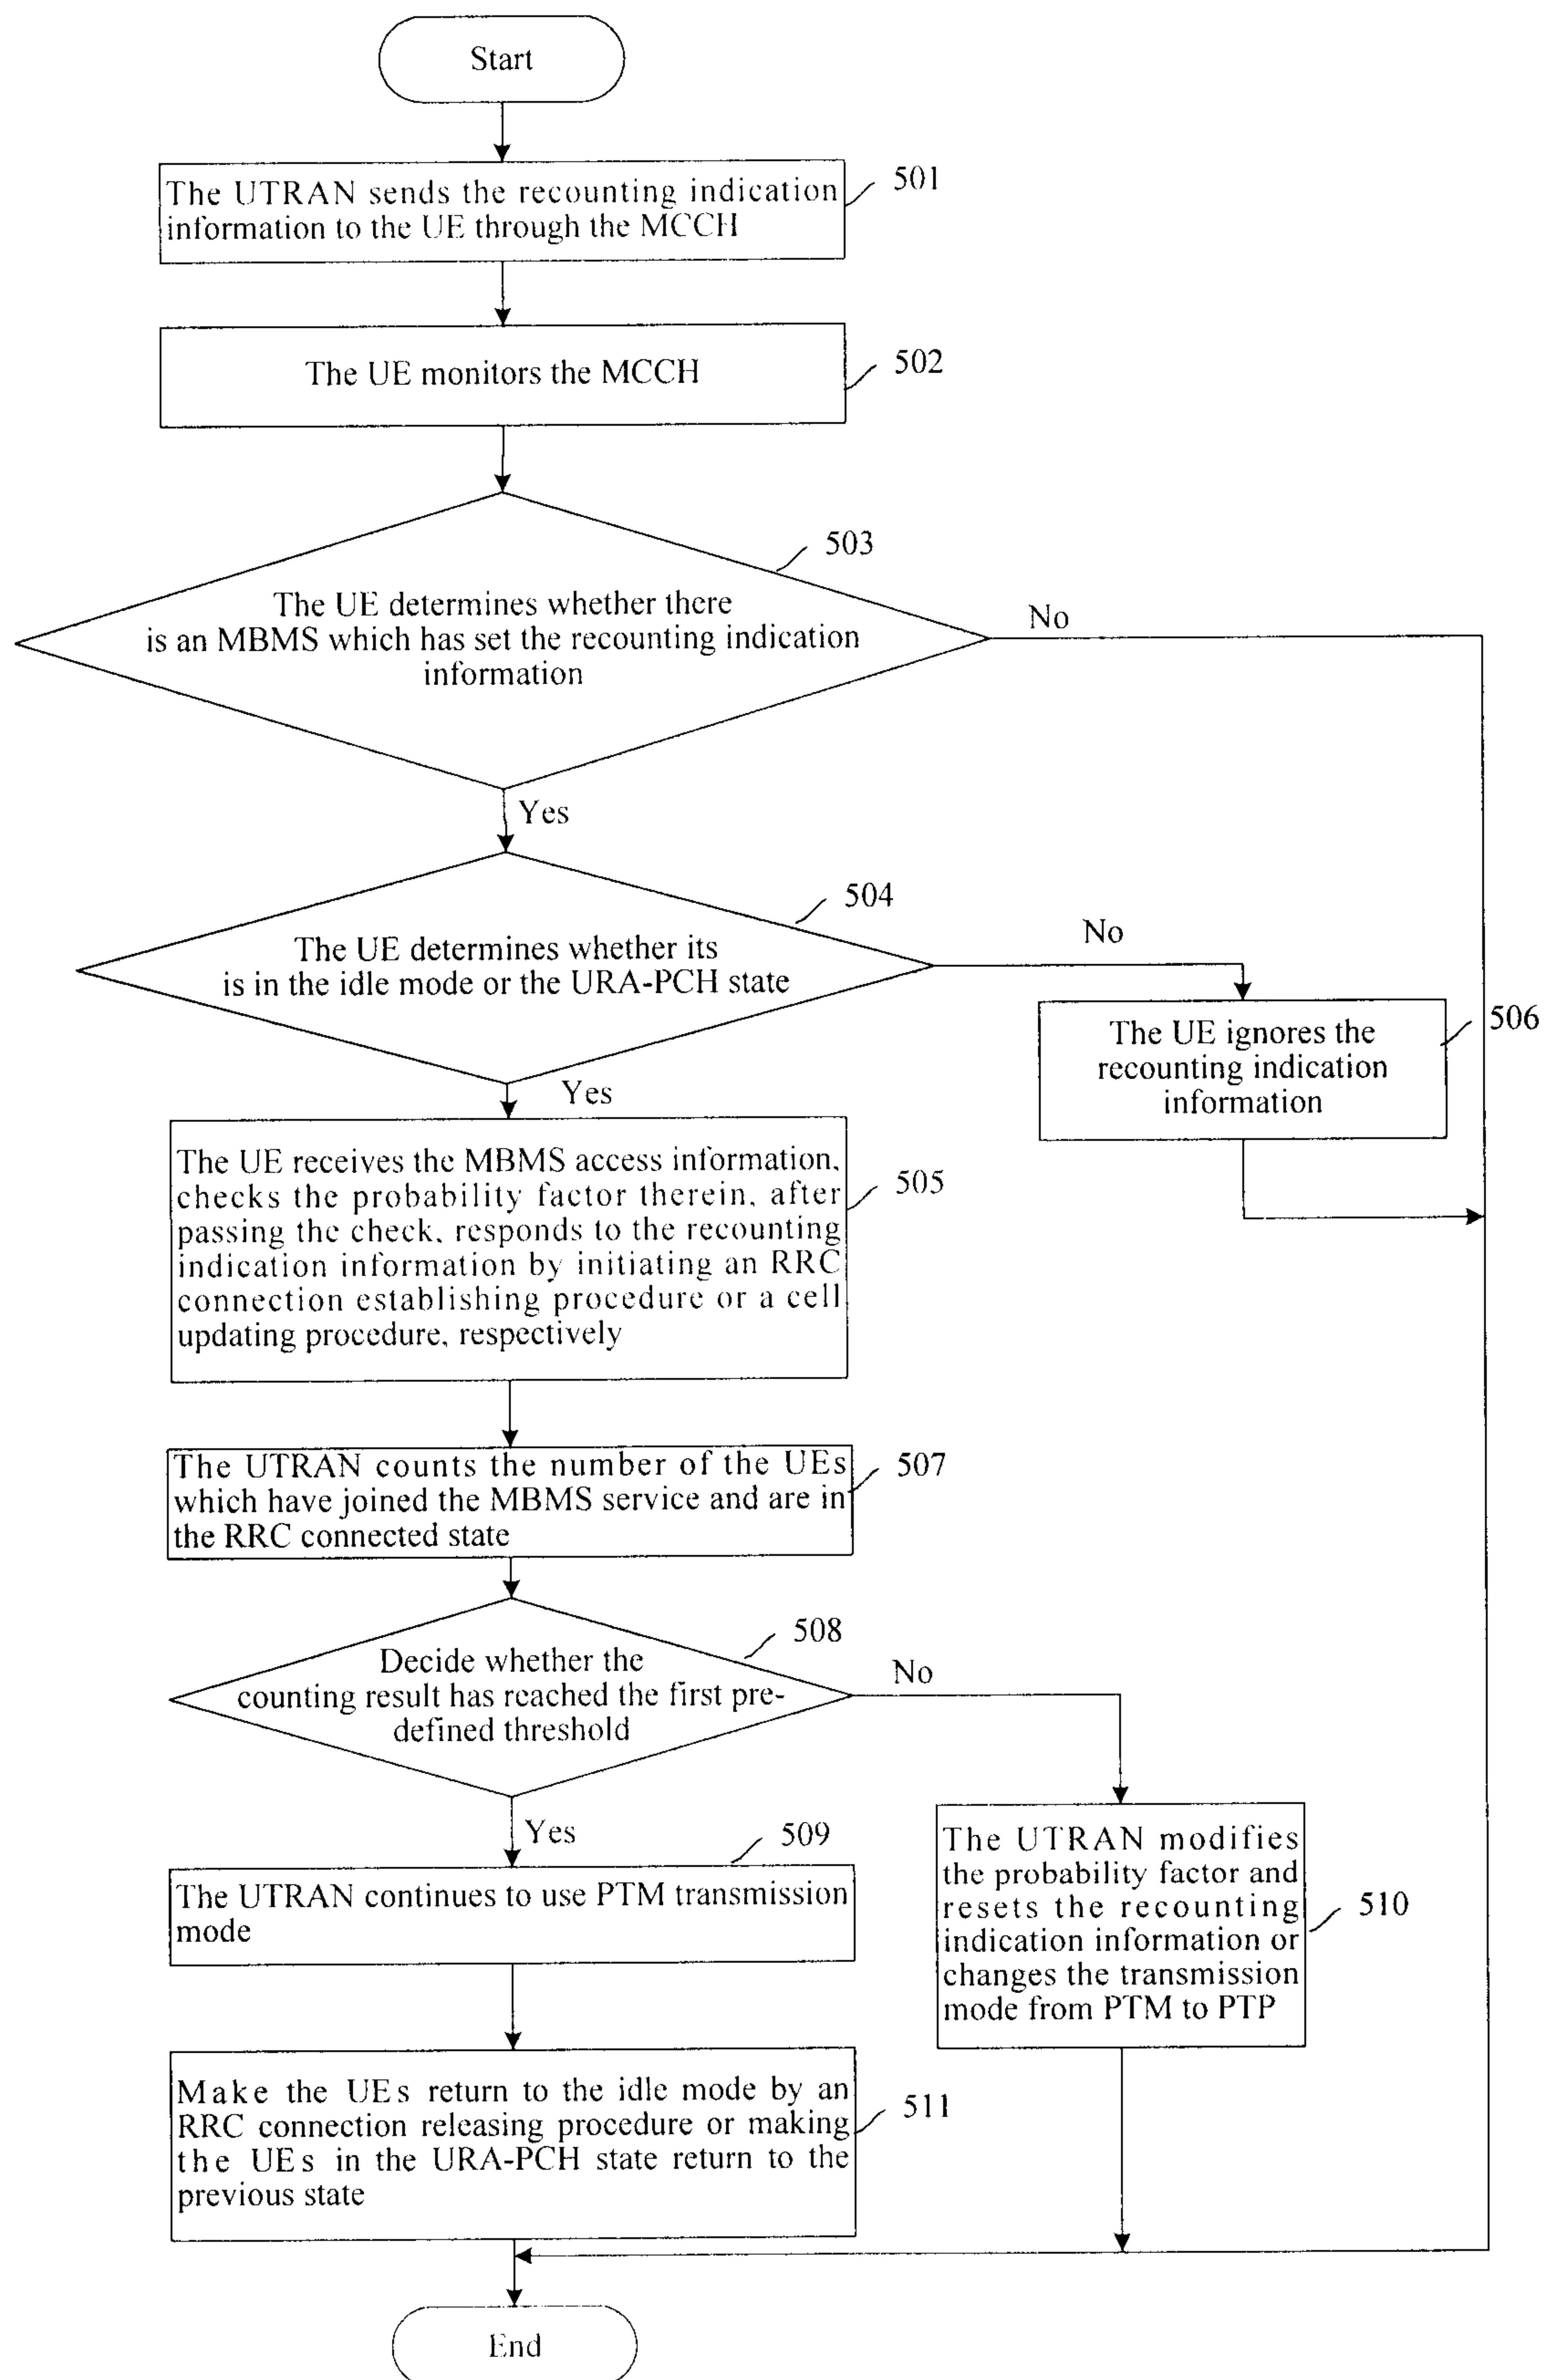 Start
The UTRAN sends the recounting indication
information to the UE through the MCCH
501
The UE monitors the MCCH
502
503
The UE determines whether there
is an MBMS which has set the recounting indication
information
No
Yes
504
The UE determines whether its
is in the idle mode or the URA-PCH state
No
The UE ignores the
recounting indication
information
506
Yes
The UE receives the MBMS access information,
checks the probability factor therein, after
passing the check, responds to the recounting
indication information by initiating an RRC
connection establishing procedure or a cell
updating procedure, respectively
505
The UTRAN counts the number of the UEs
which have joined the MBMS service and are in
the RRC connected state
507
508
Decide whether the
counting result has reached the first pre-
defined threshold
No
Yes
509
The UTRAN continues to use PTM transmission
mode
The UTRAN modifies
the probability factor and
resets the recounting
indication information or
changes the transmission
mode from PTM to PTP
510
Make the UEs return to the idle mode by an
RRC connection releasing procedure or making
the UEs in the URA-PCH state return to the
previous state
511
End